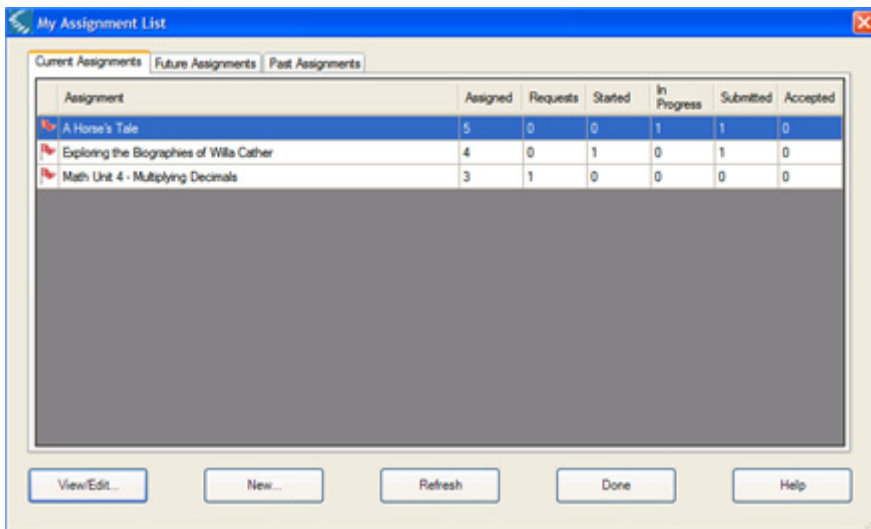 My Assignment List
Current Assignments Future Assignments Past Assignments
Assignment Assigned Requests Started In Progress Submitted Accepted
A Horse's Tale 5 0 0 1 1 0
Exploring the Biographies of Willa Cather 4 0 1 0 1 0
Math Unit 4 - Multiplying Decimals 3 1 0 0 0 0
View/Edit... New... Refresh Done Help